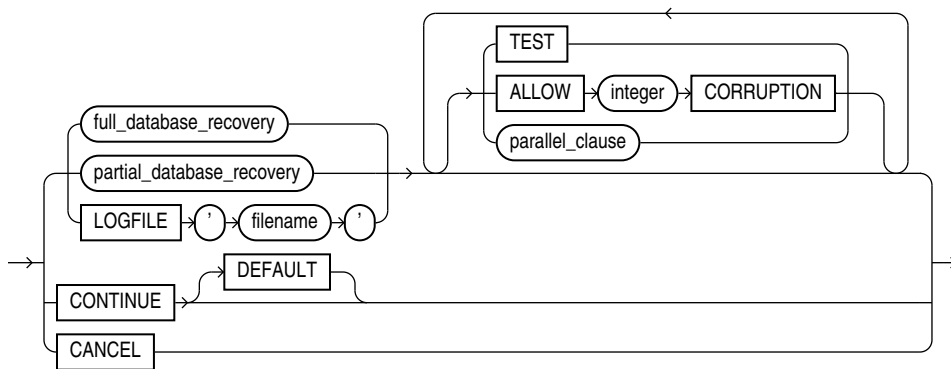 TEST
ALLOW integer CORRUPTION
parallel_clause
full_database_recovery
partial_database_recovery
LOGFILE ’ filename ’
CONTINUE DEFAULT
CANCEL